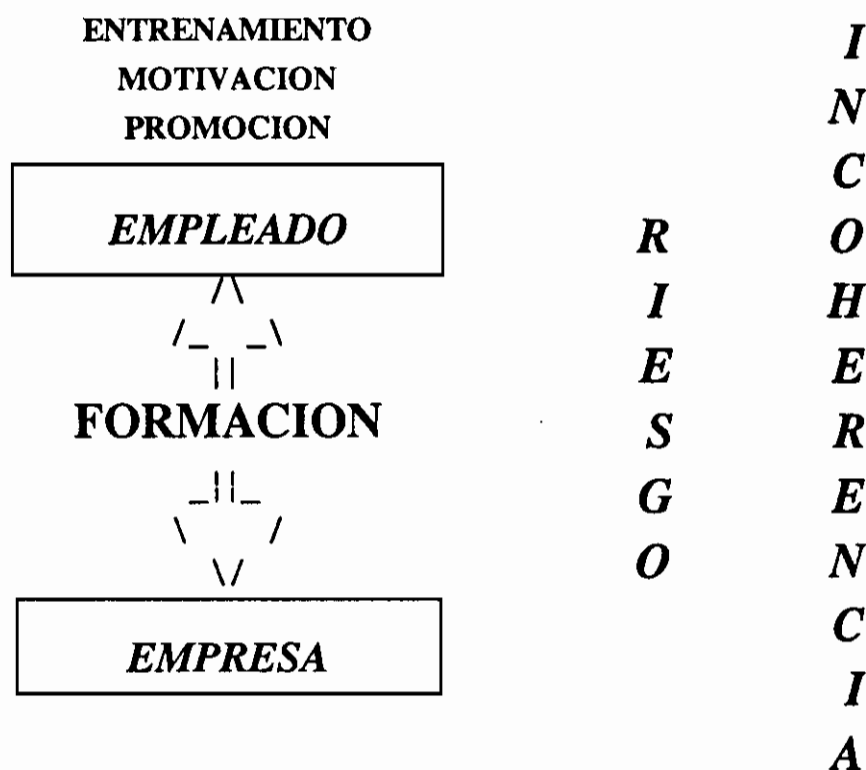 ENTRENAMIENTO
MOTIVACION
PROMOCION
EMPLEADO
FORMACION
EMPRESA
RIESGO
INCOHERENCIA